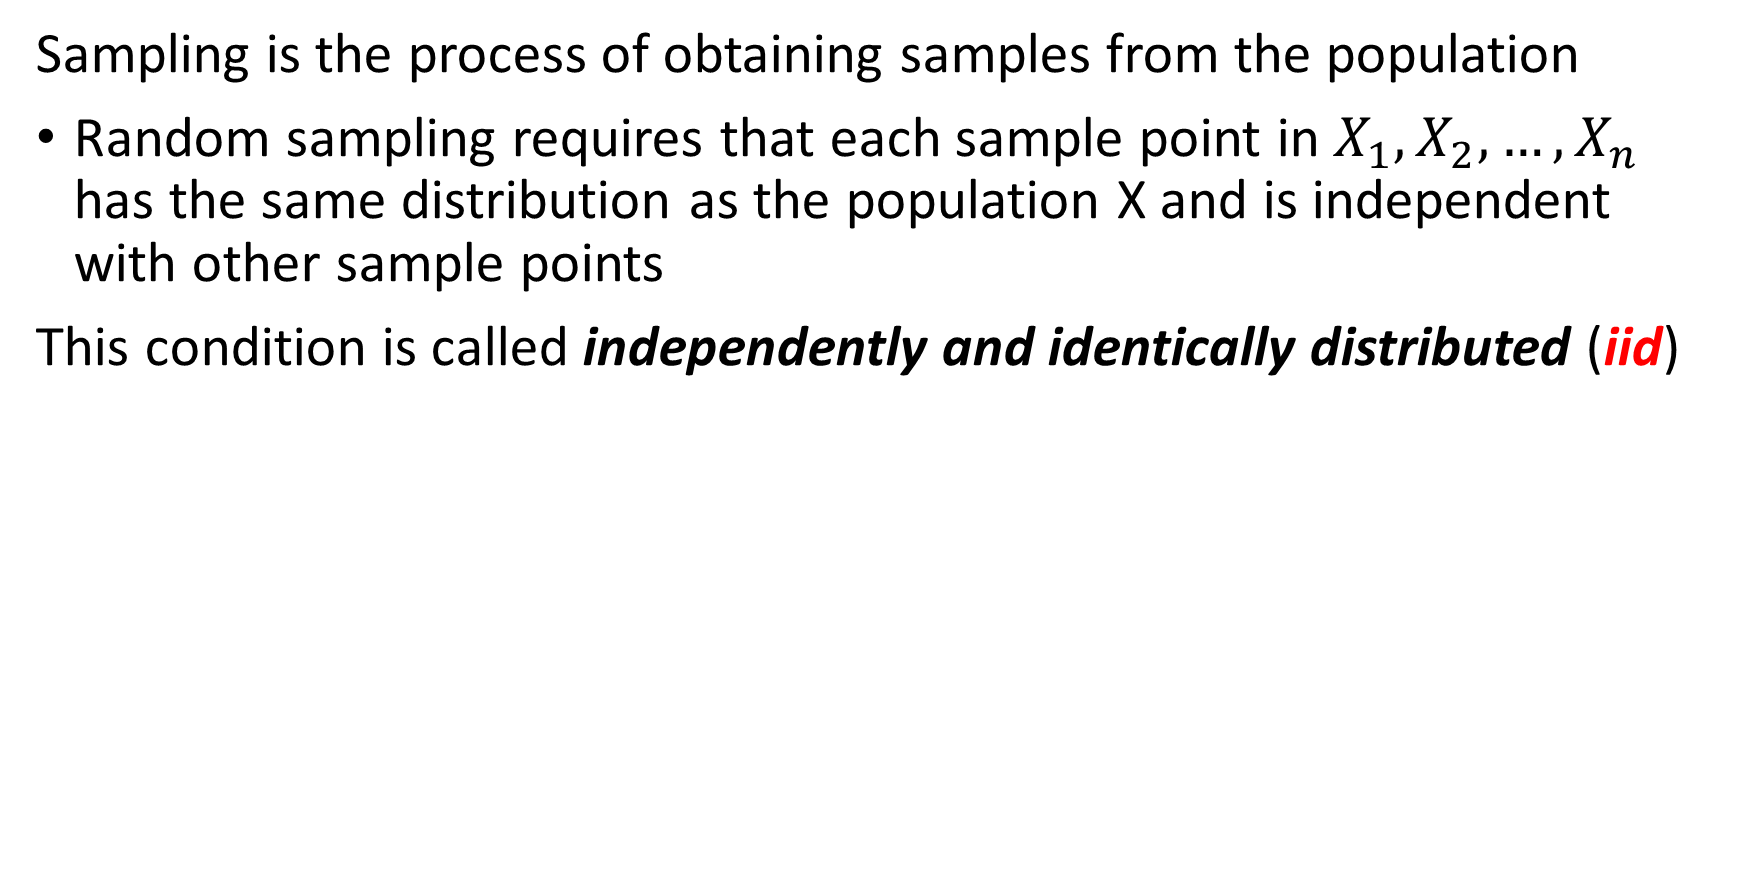 Sampling is the process of obtaining samples from the population
• Random sampling requires that each sample point in X₁, X₂, … , Xₙ
has the same distribution as the population X and is independent
with other sample points
This condition is called independently and identically distributed (iid)